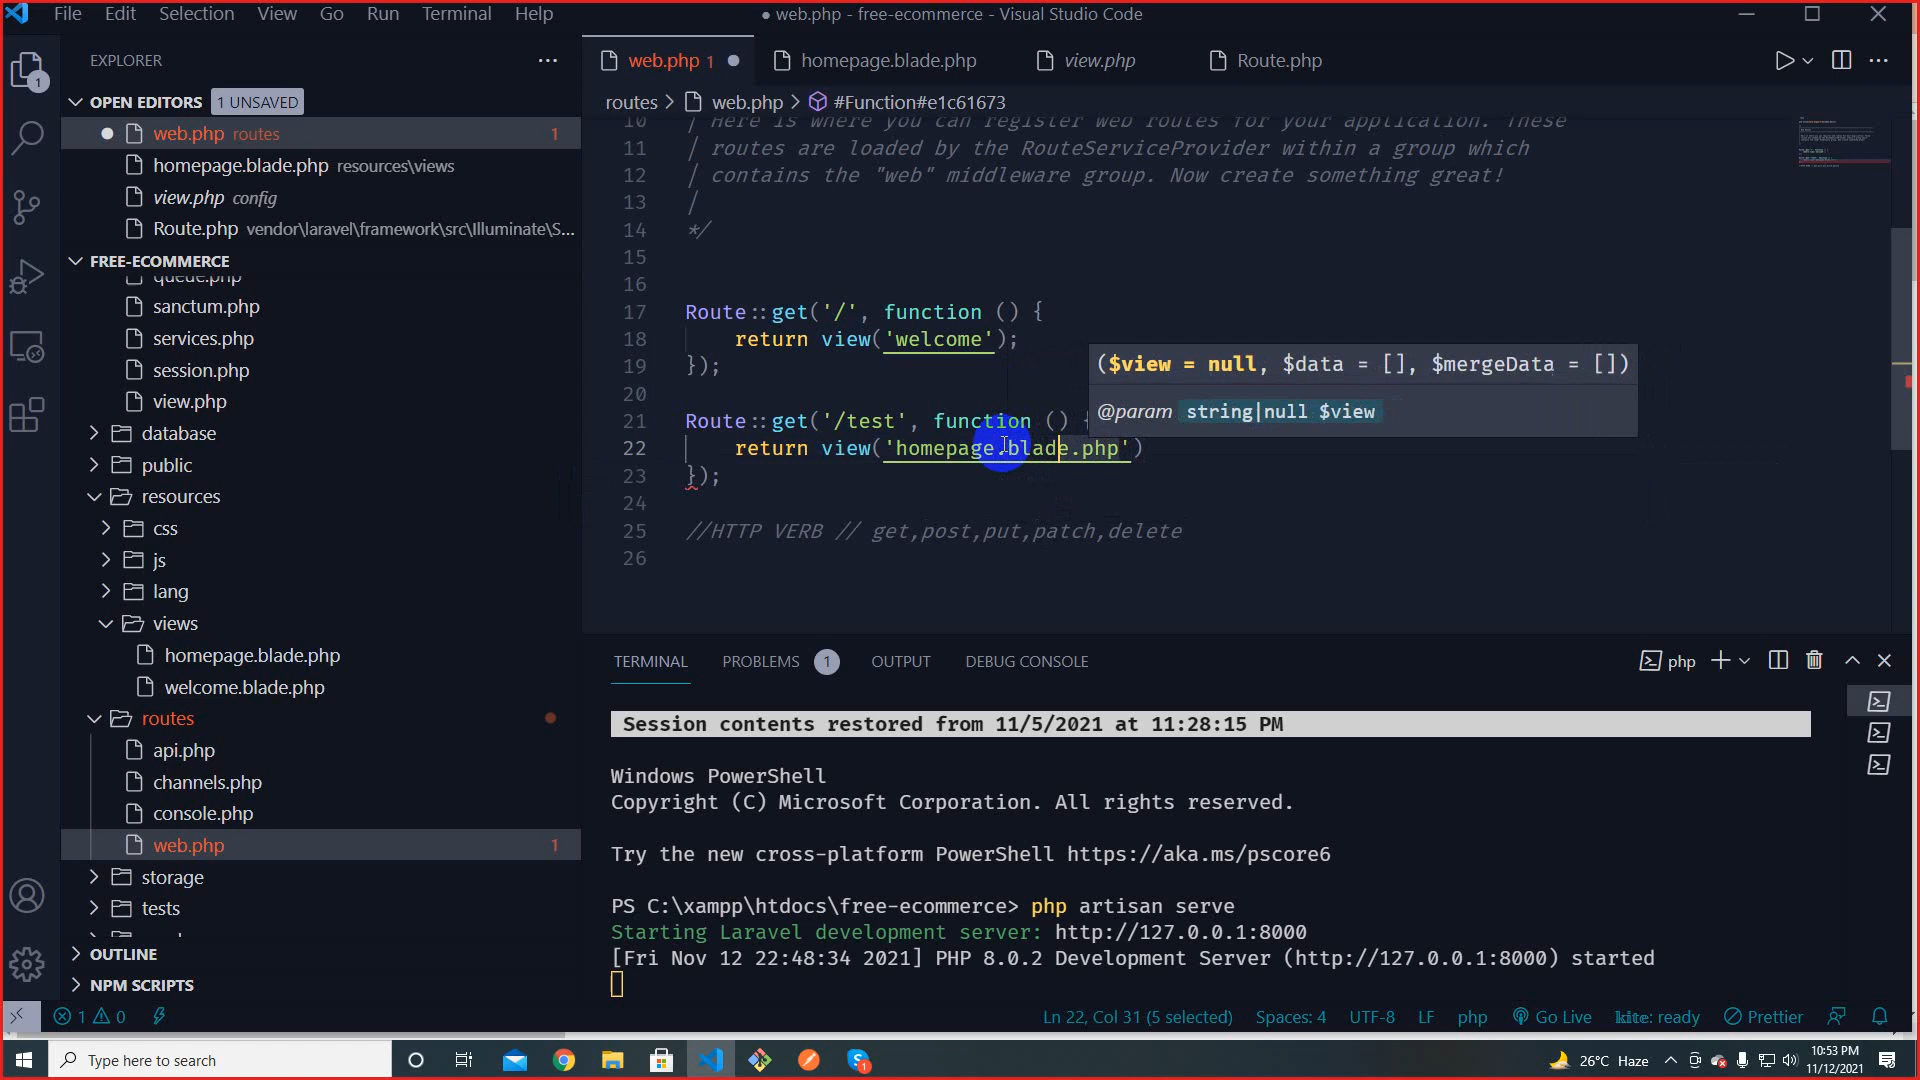 File Edit Selection View Go Run Terminal Help
● web.php - free-ecommerce - Visual Studio Code
EXPLORER
1
OPEN EDITORS 1 UNSAVED
web.php routes 1
homepage.blade.php resources\views
view.php config
Route.php vendor\laravel\framework\src\Illuminate\S...
FREE-ECOMMERCE
queue.php
sanctum.php
services.php
session.php
view.php
database
public
resources
css
js
lang
views
homepage.blade.php
welcome.blade.php
routes
api.php
channels.php
console.php
web.php 1
storage
tests
OUTLINE
NPM SCRIPTS
web.php 1 homepage.blade.php view.php Route.php
routes > web.php > #Function#e1c61673
10 | Here is where you can register web routes for your application. These
11 | routes are loaded by the RouteServiceProvider within a group which
12 | contains the "web" middleware group. Now create something great!
13 |
14 */
15
16
17 Route::get('/', function () {
18 return view('welcome');
19 });
20
21 Route::get('/test', function () {
22 return view('homepage.blade.php')
23 });
24
25 //HTTP VERB // get,post,put,patch,delete
26
($view = null, $data = [], $mergeData = [])
@param string|null $view
TERMINAL PROBLEMS 1 OUTPUT DEBUG CONSOLE
php
Session contents restored from 11/5/2021 at 11:28:15 PM
Windows PowerShell
Copyright (C) Microsoft Corporation. All rights reserved.
Try the new cross-platform PowerShell https://aka.ms/pscore6
PS C:\xampp\htdocs\free-ecommerce> php artisan serve
Starting Laravel development server: http://127.0.0.1:8000
[Fri Nov 12 22:48:34 2021] PHP 8.0.2 Development Server (http://127.0.0.1:8000) started
1 0 Ln 22, Col 31 (5 selected) Spaces: 4 UTF-8 LF php Go Live kite: ready Prettier
Type here to search
1
26°C Haze
10:53 PM
11/12/2021